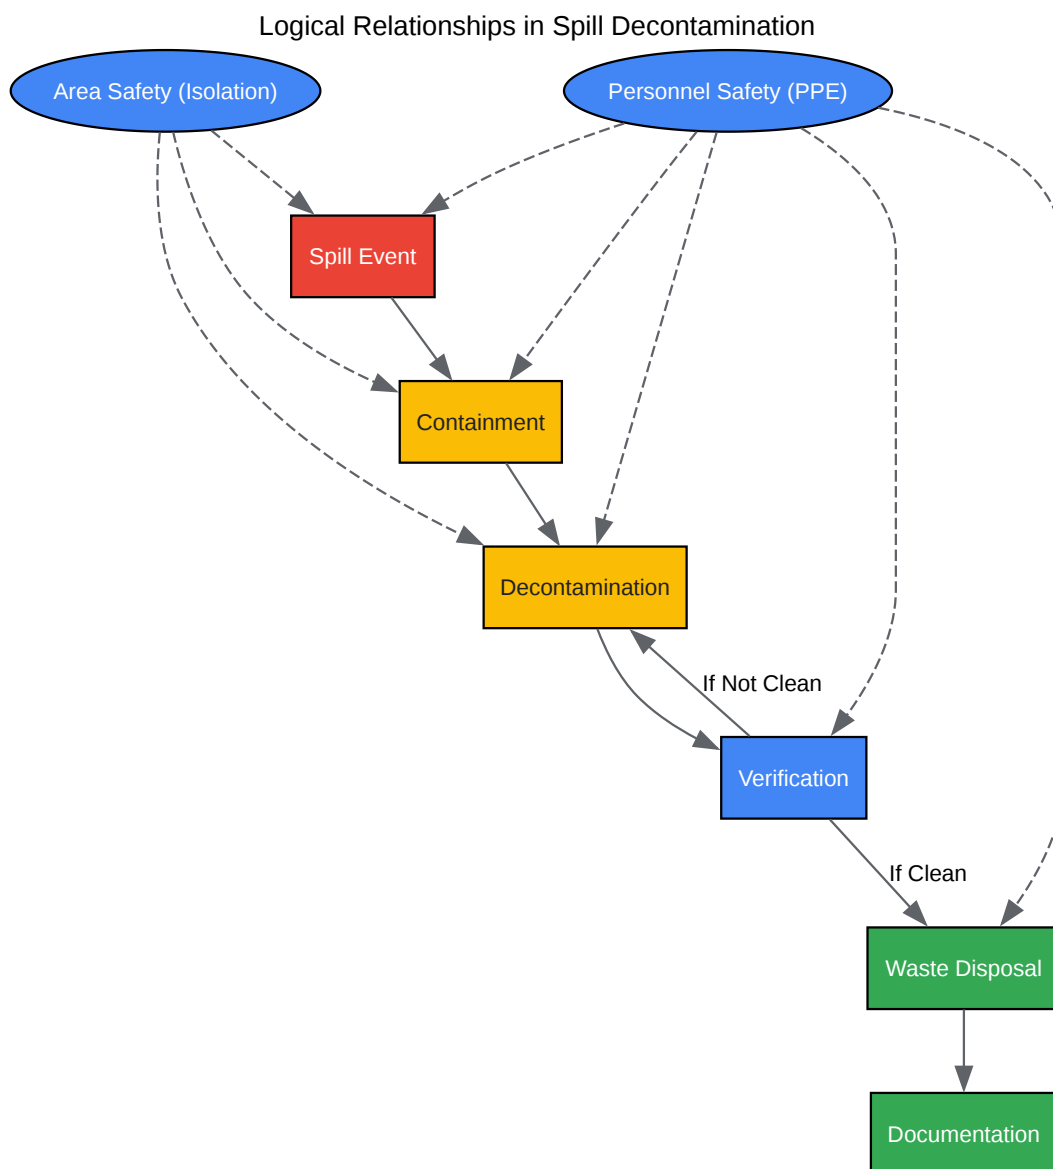 Logical Relationships in Spill Decontamination
Area Safety (Isolation)
Personnel Safety (PPE)
Spill Event
Containment
Decontamination
If Not Clean
Verification
If Clean
Waste Disposal
Documentation